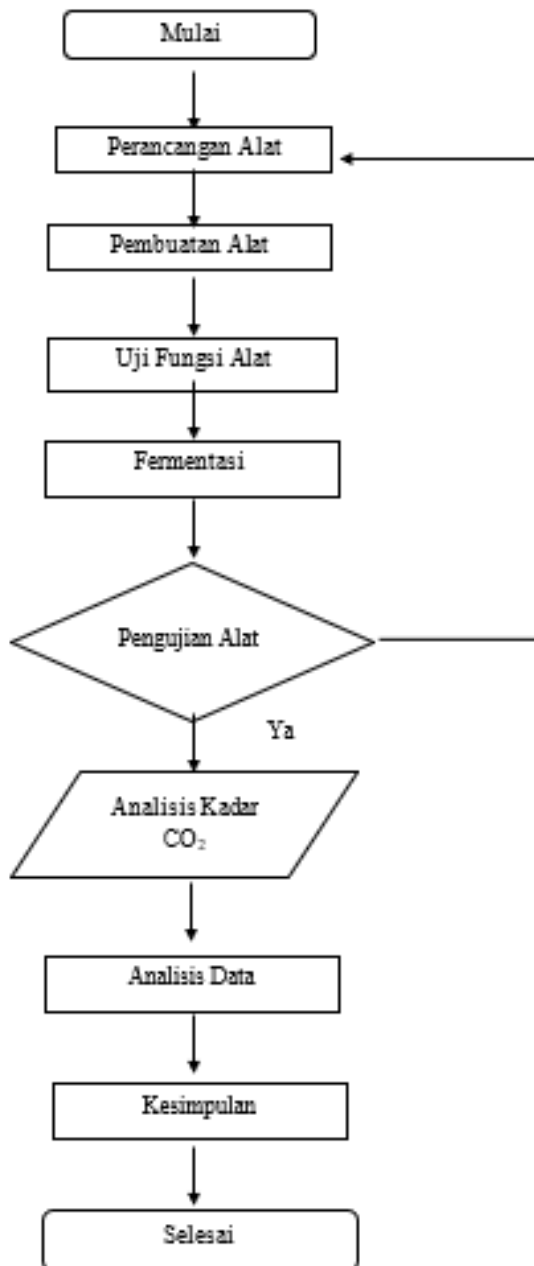 Mulai
Perancangan Alat
Pembuatan Alat
Uji Fungsi Alat
Fermentasi
Pengujian Alat
Ya
Analisis Kadar
CO₂
Analisis Data
Kesimpulan
Selesai